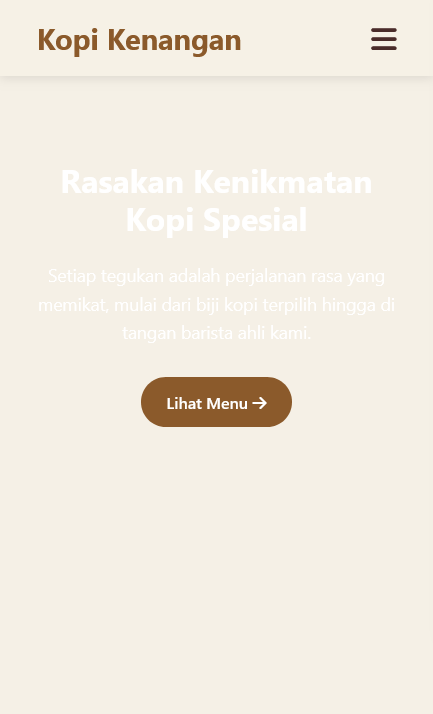 Kopi Kenangan
Rasakan Kenikmatan
Kopi Spesial
Setiap tegukan adalah perjalanan rasa yang
memikat, mulai dari biji kopi terpilih hingga di
tangan barista ahli kami.
Lihat Menu →